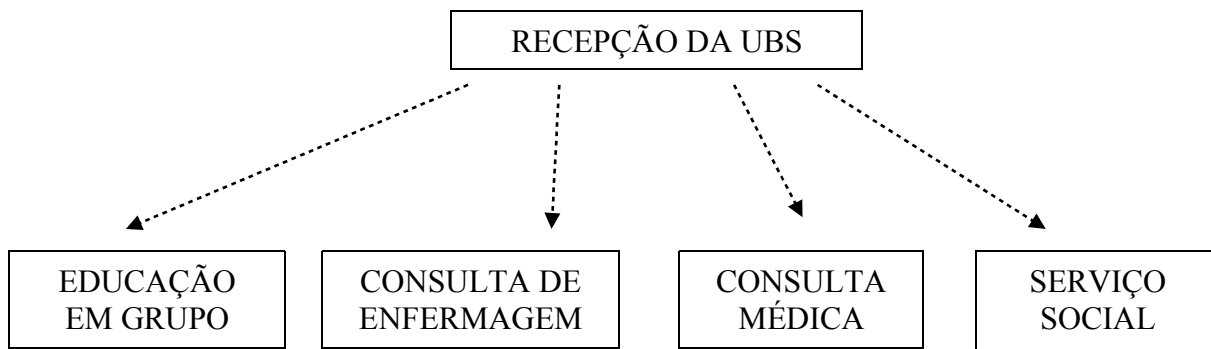 RECEPÇÃO DA UBS
EDUCAÇÃO
EM GRUPO
CONSULTA DE
ENFERMAGEM
CONSULTA
MÉDICA
SERVIÇO
SOCIAL